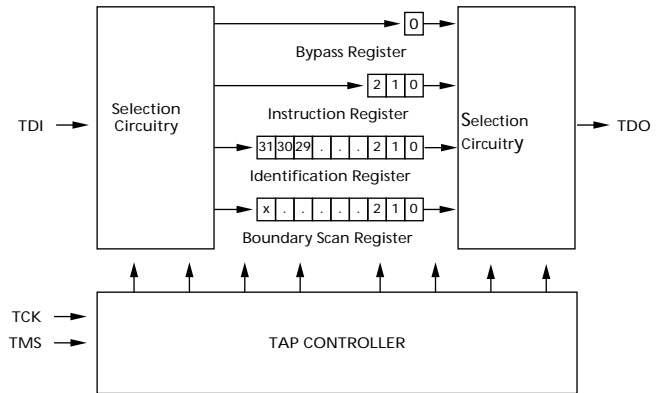 0
Bypass Register
2 1 0
Selection
Circuitry
Instruction Register
Selection
Circuitry
TDI
TDO
31 30 29 . . . 2 1 0
Identification Register
x . . . . . 2 1 0
Boundary Scan Register
TCK
TMS
TAP CONTROLLER